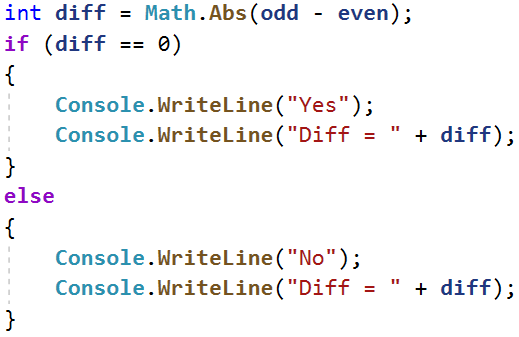 int diff = Math.Abs(odd - even);
if (diff == 0)
{
    Console.WriteLine("Yes");
    Console.WriteLine("Diff = " + diff);
}
else
{
    Console.WriteLine("No");
    Console.WriteLine("Diff = " + diff);
}